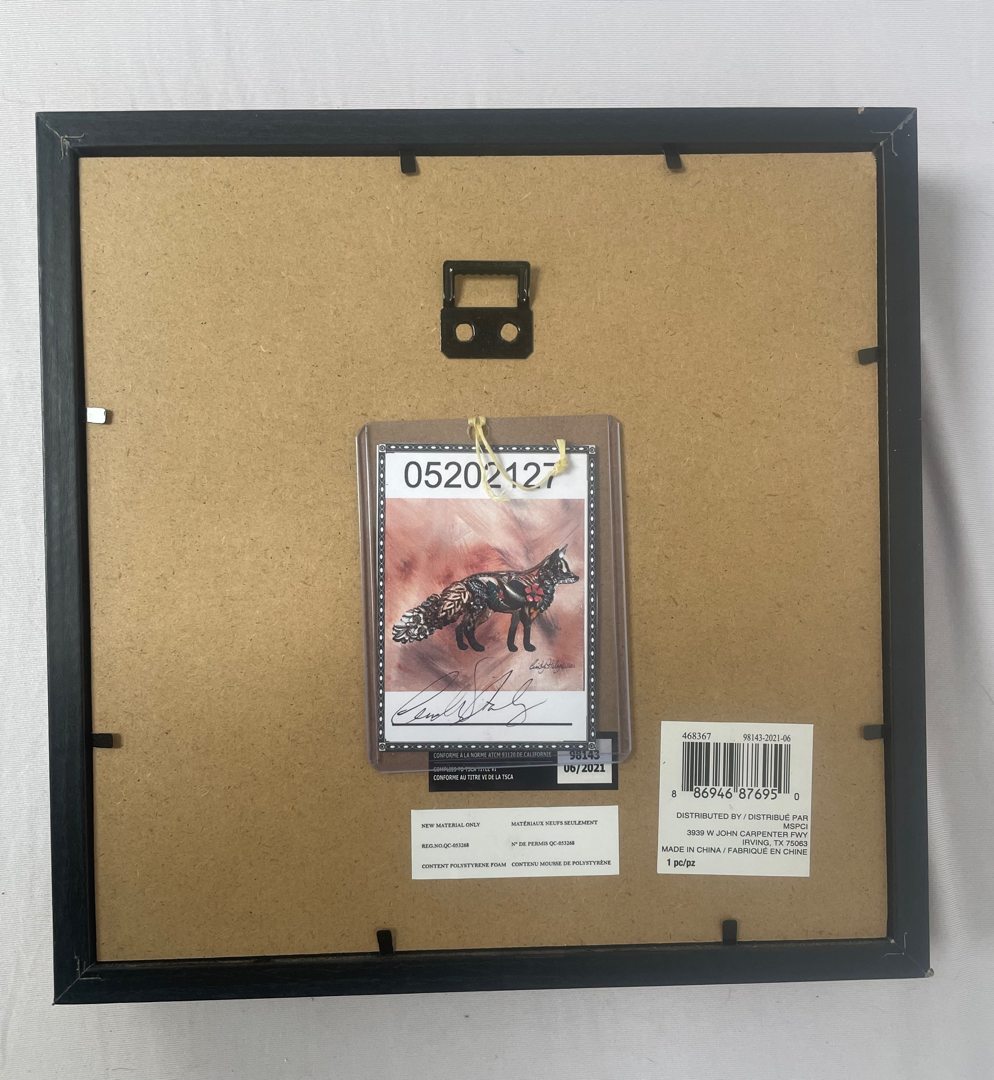 05202127
CONFORME À LA NORME ATCM 93120 DE CALIFORNIE
CONFORME AU TITRE VI DE LA TSCA
98143
06/2021
NEW MATERIAL ONLY MATÉRIAUX NEUFS SEULEMENT
REG.NO.QC-053268 Nº DE PERMIS QC-053268
CONTENT POLYSTYRENE FOAM CONTENU MOUSSE DE POLYSTYRÈNE
468367 98143-2021-06
8 86946 87695 0
DISTRIBUTED BY / DISTRIBUÉ PAR
MSPCI
3939 W JOHN CARPENTER FWY
IRVING, TX 75063
MADE IN CHINA / FABRIQUÉ EN CHINE
1 pc/pz